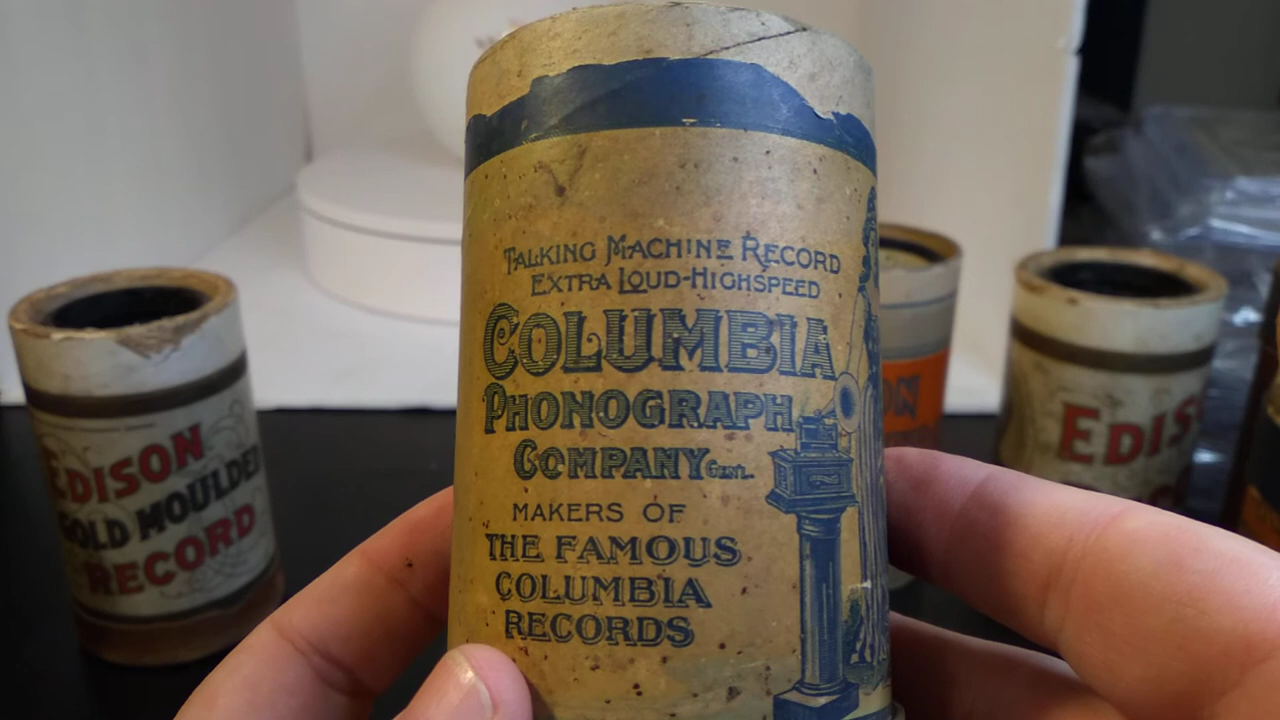 TALKING MACHINE RECORD
EXTRA LOUD-HIGHSPEED
COLUMBIA
PHONOGRAPH
COMPANY GEN'L.
MAKERS OF
THE FAMOUS
COLUMBIA
RECORDS
EDISON
GOLD MOULDED
RECORD
EDIS